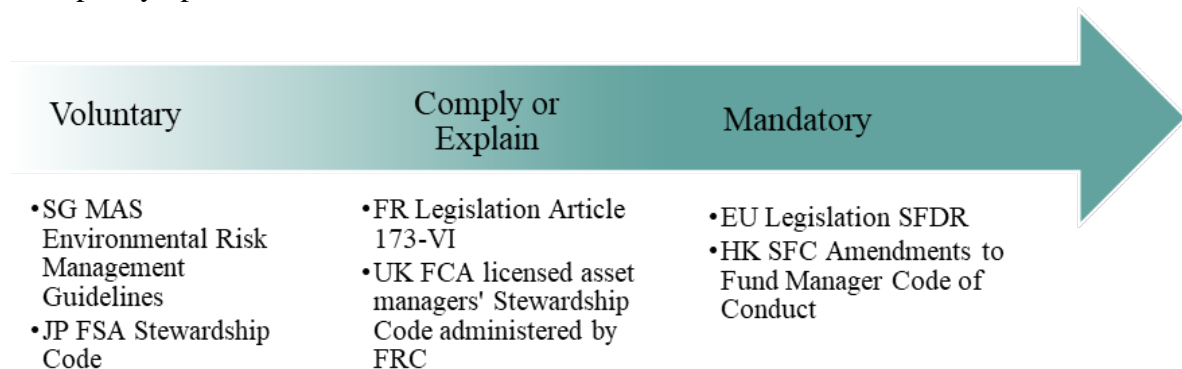 Voluntary
Comply or
Explain
Mandatory
•SG MAS
Environmental Risk
Management
Guidelines
•JP FSA Stewardship
Code
•FR Legislation Article
173-VI
•UK FCA licensed asset
managers' Stewardship
Code administered by
FRC
•EU Legislation SFDR
•HK SFC Amendments to
Fund Manager Code of
Conduct